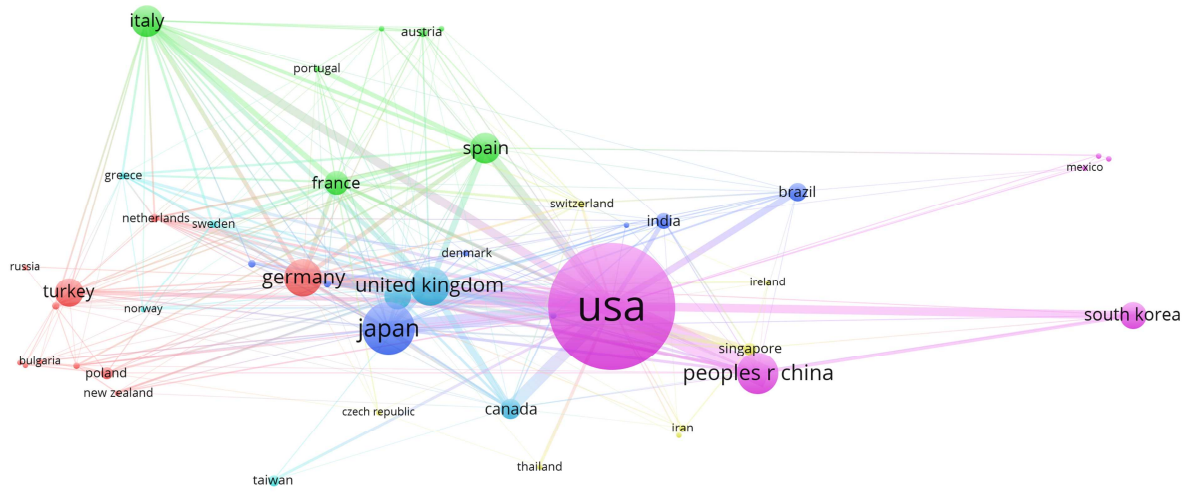 italy
austria
portugal
spain
mexico
greece
france
brazil
switzerland
netherlands
sweden
india
denmark
russia
germany
united kingdom
ireland
turkey
usa
norway
south korea
japan
singapore
bulgaria
poland
peoples r china
new zealand
czech republic
canada
iran
thailand
taiwan